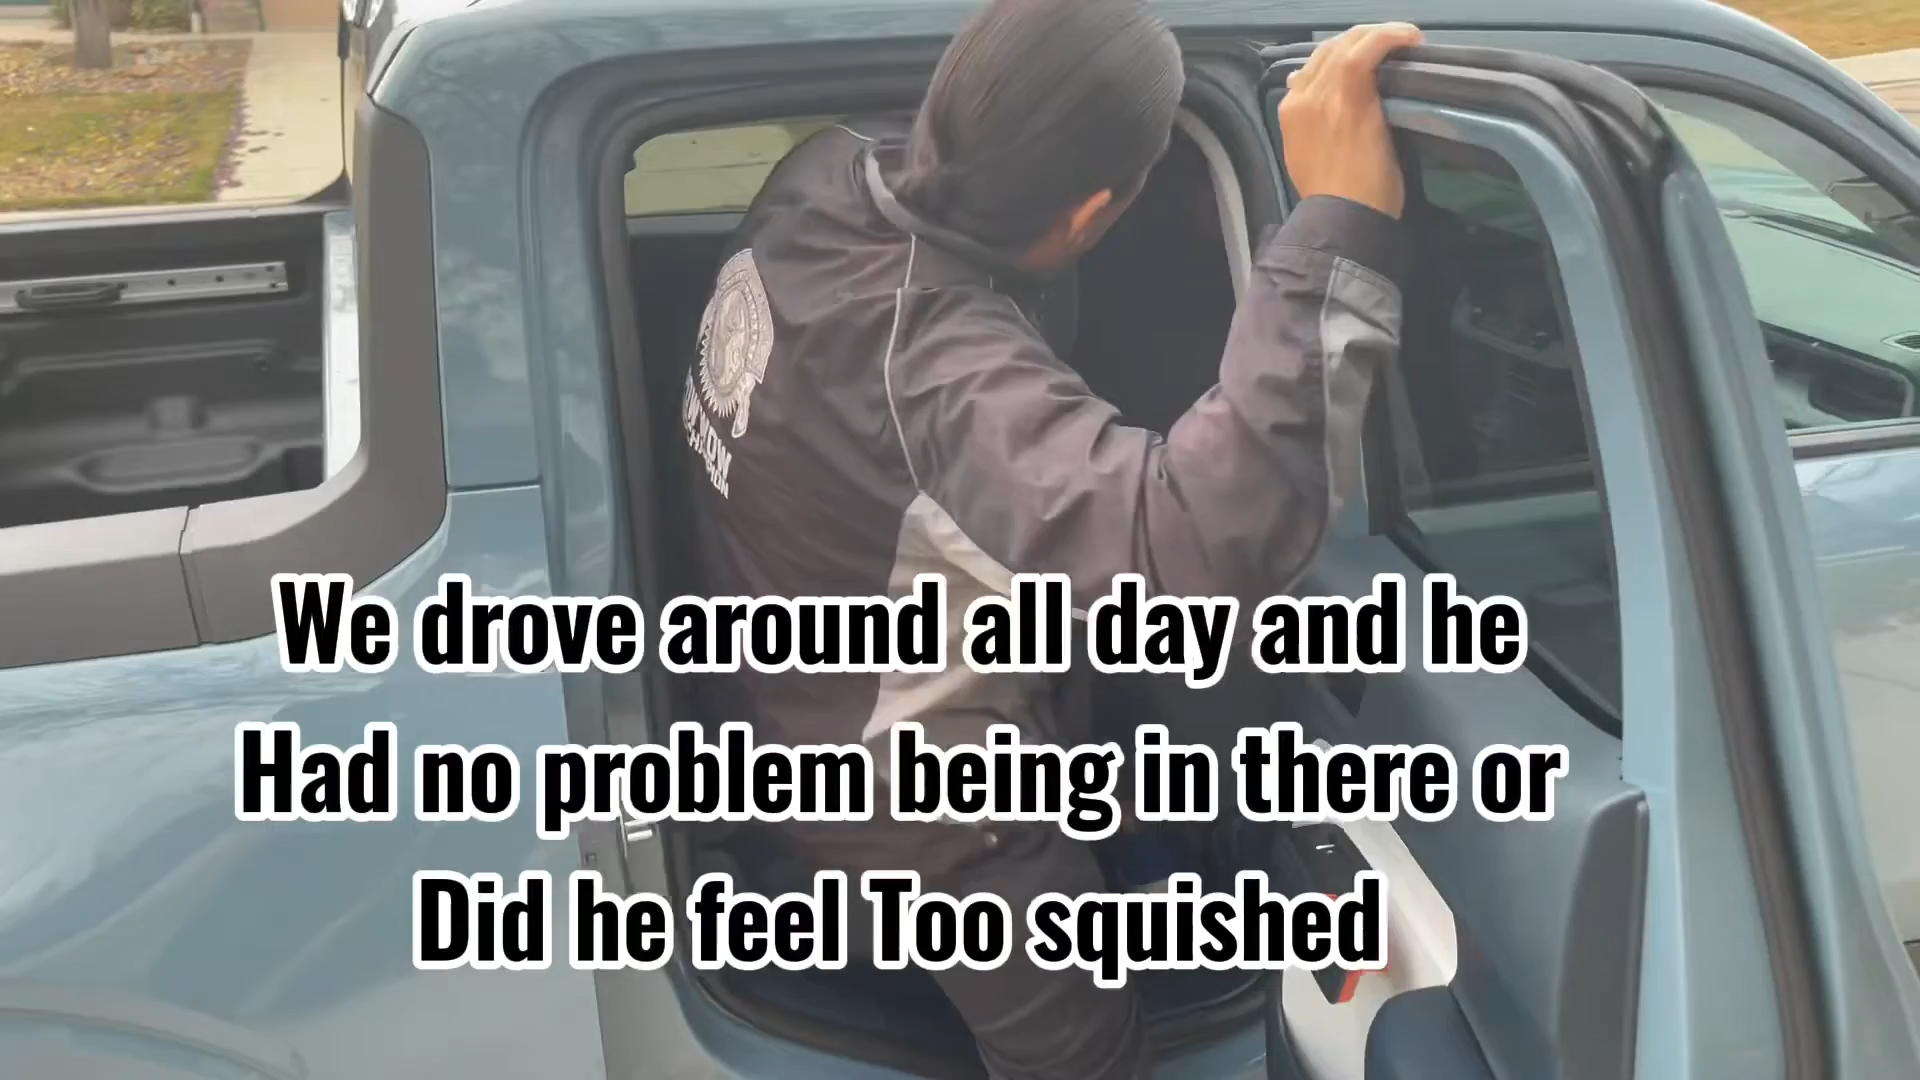 We drove around all day and he
Had no problem being in there or
Did he feel Too squished